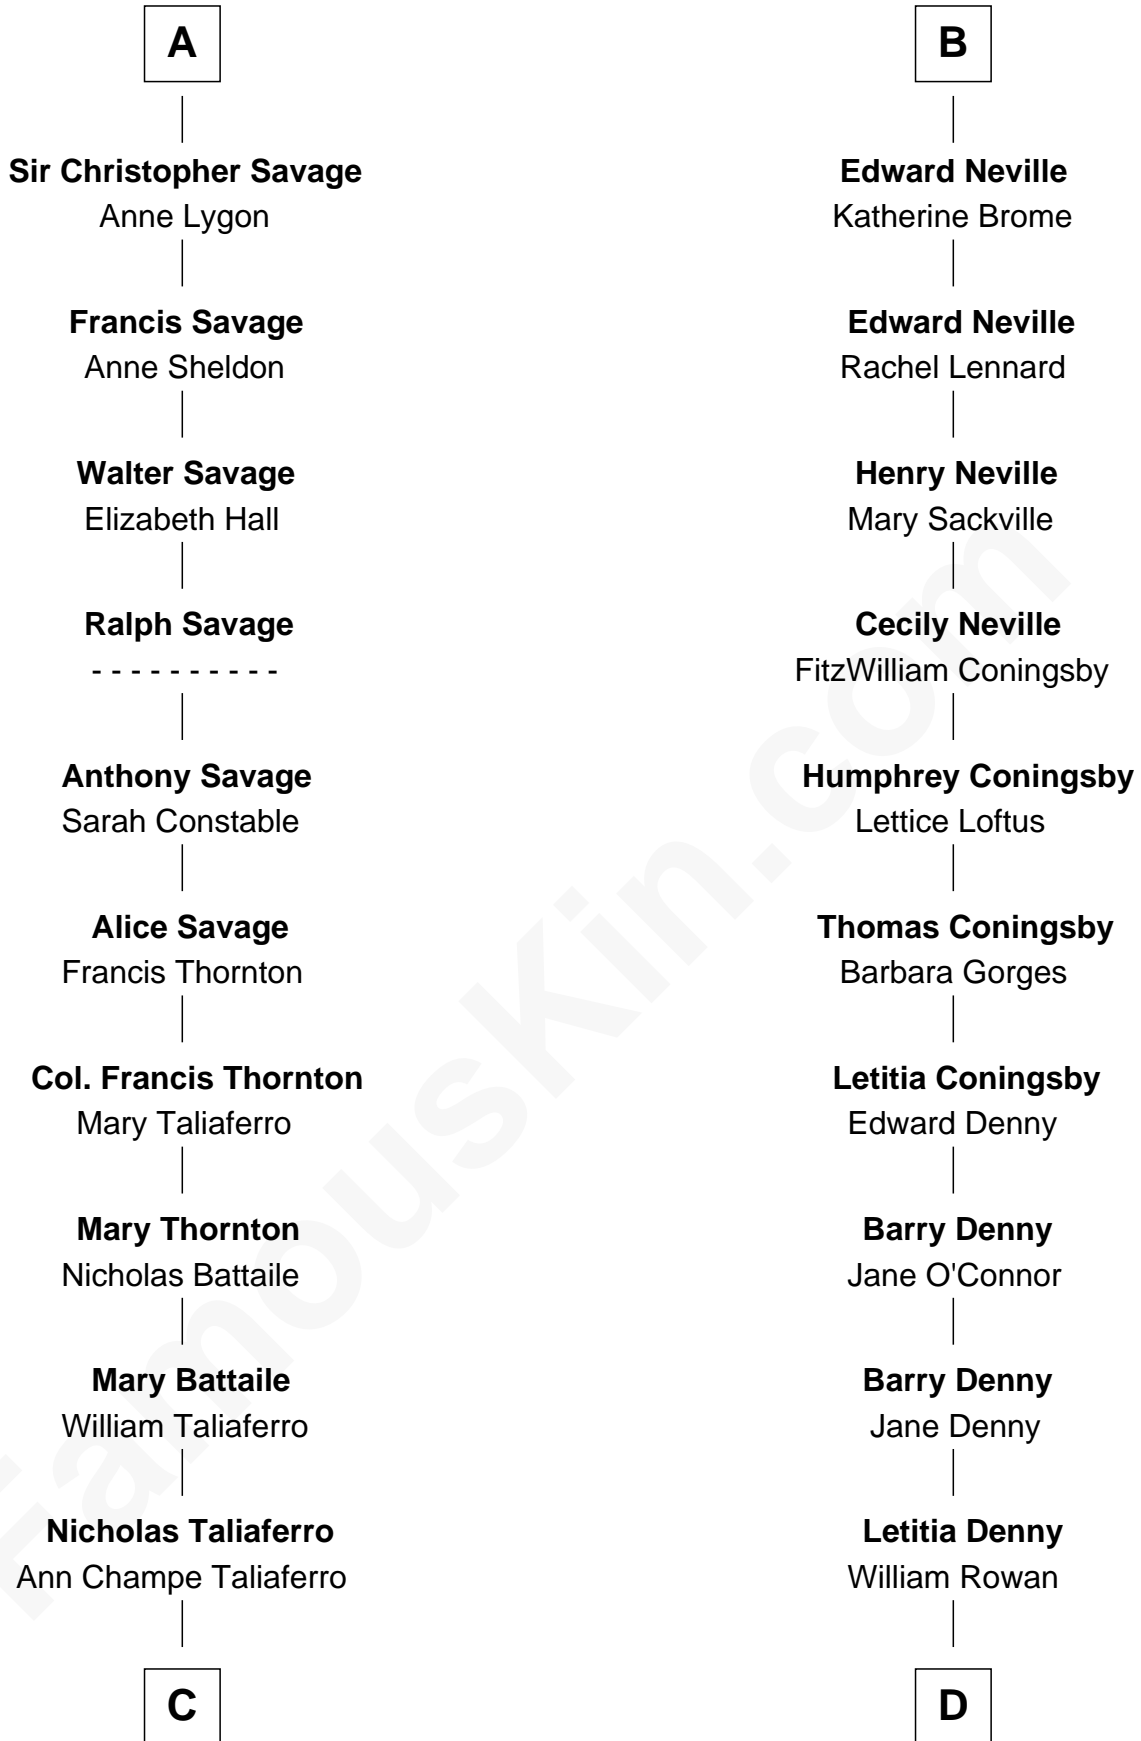 A
Sir Christopher Savage
Anne Lygon
Francis Savage
Anne Sheldon
Walter Savage
Elizabeth Hall
Ralph Savage
- - - - - - - - - -
Anthony Savage
Sarah Constable
Alice Savage
Francis Thornton
Col. Francis Thornton
Mary Taliaferro
Mary Thornton
Nicholas Battaile
Mary Battaile
William Taliaferro
Nicholas Taliaferro
Ann Champe Taliaferro
C
B
Edward Neville
Katherine Brome
Edward Neville
Rachel Lennard
Henry Neville
Mary Sackville
Cecily Neville
FitzWilliam Coningsby
Humphrey Coningsby
Lettice Loftus
Thomas Coningsby
Barbara Gorges
Letitia Coningsby
Edward Denny
Barry Denny
Jane O'Connor
Barry Denny
Jane Denny
Letitia Denny
William Rowan
D
FamousKin.com